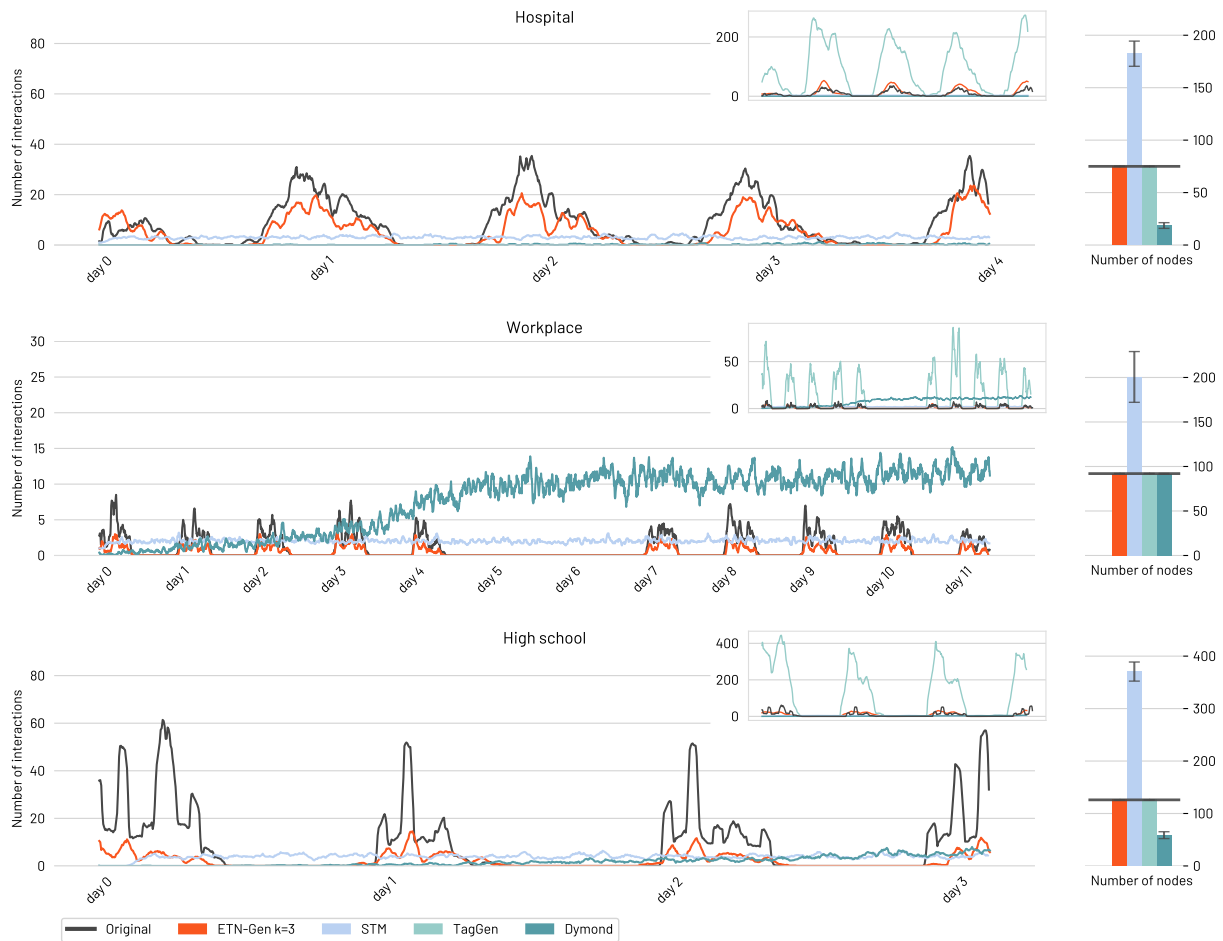 Hospital
Number of interactions
80
60
40
20
0
day 0
day 1
day 2
day 3
day 4
200
0
200
150
100
50
0
Number of nodes
Workplace
Number of interactions
30
25
20
15
10
5
0
day 0
day 1
day 2
day 3
day 4
day 5
day 6
day 7
day 8
day 9
day 10
day 11
50
0
200
150
100
50
0
Number of nodes
High school
Number of interactions
80
60
40
20
0
day 0
day 1
day 2
day 3
400
200
0
400
300
200
100
0
Number of nodes
Original ETN-Gen k=3 STM TagGen Dymond